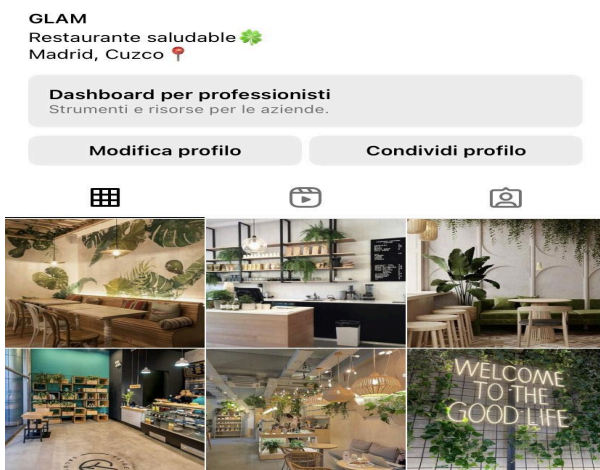 GLAM
Restaurante saludable🍀
Madrid, Cuzco📍
Dashboard per professionisti
Strumenti e risorse per le aziende.
Modifica profilo
Condividi profilo
WELCOME
TO THE
GOOD LIFE